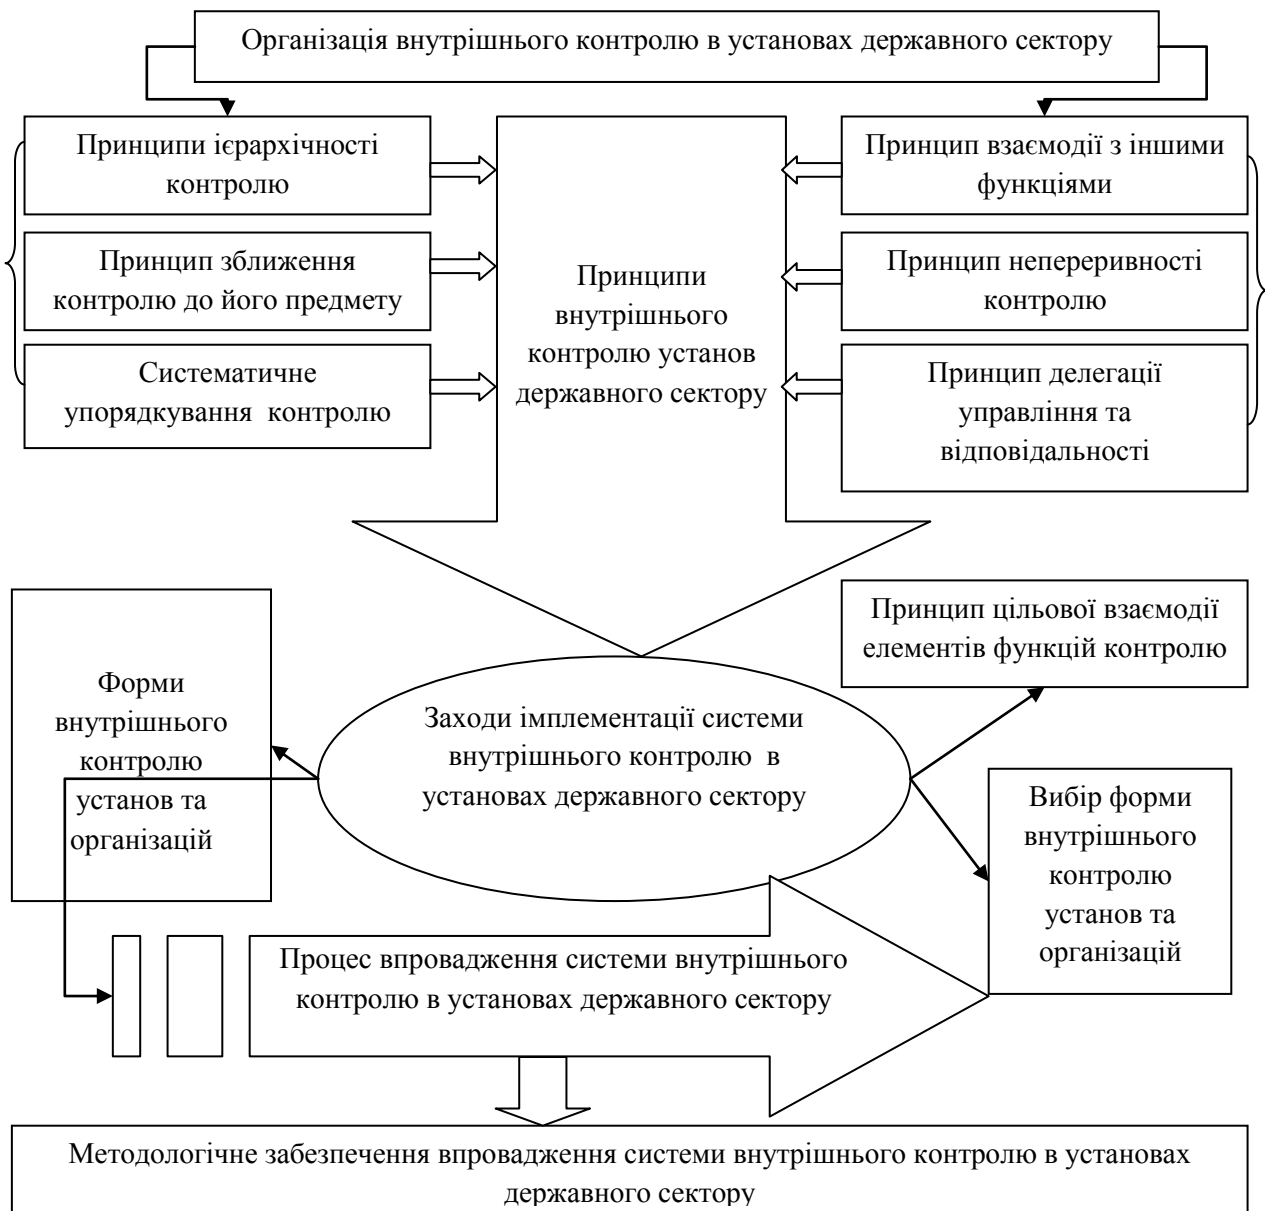 Організація внутрішнього контролю в установах державного сектору
Принципи ієрархічності
контролю
Принцип зближення
контролю до його предмету
Систематичне
упорядкування контролю
Принципи
внутрішнього
контролю установ
державного сектору
Принцип взаємодії з іншими
функціями
Принцип непереривності
контролю
Принцип делегації
управління та
відповідальності
Форми
внутрішнього
контролю
установ та
організацій
Заходи імплементації системи
внутрішнього контролю в
установах державного сектору
Принцип цільової взаємодії
елементів функцій контролю
Вибір форми
внутрішнього
контролю
установ та
організацій
Процес впровадження системи внутрішнього
контролю в установах державного сектору
Методологічне забезпечення впровадження системи внутрішнього контролю в установах
державного сектору